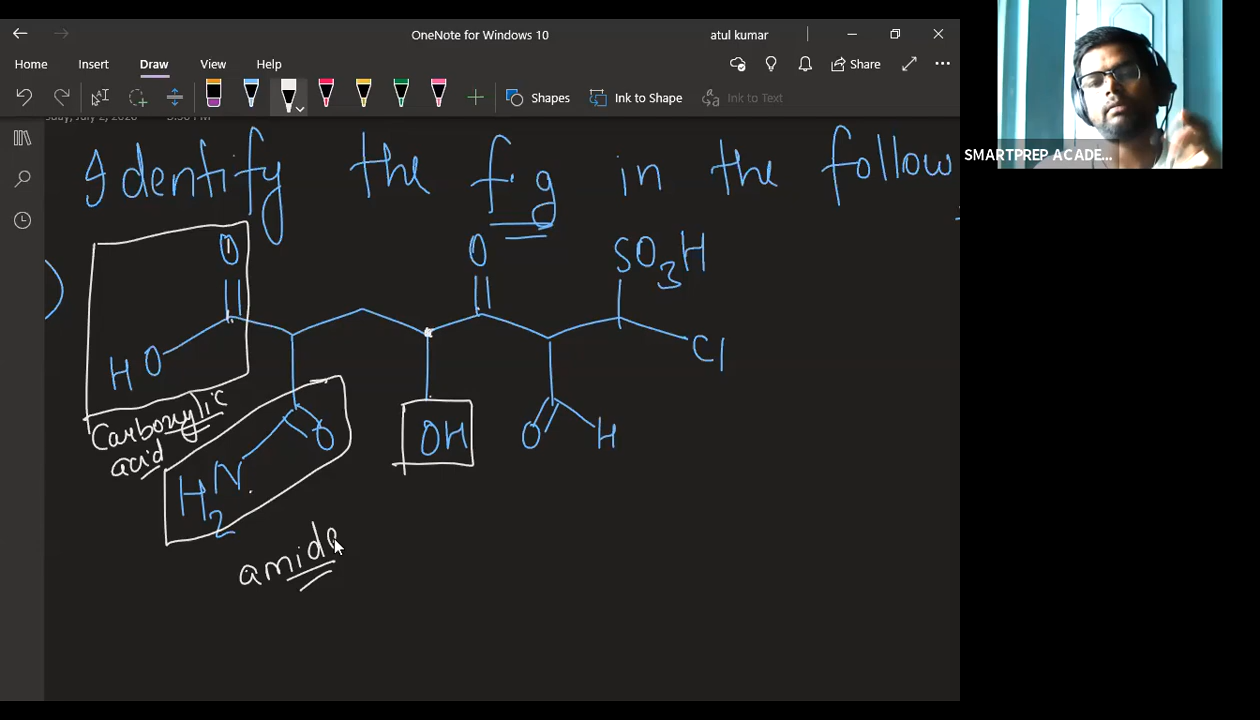 OneNote for Windows 10
atul kumar
Home Insert Draw View Help
Share
Shapes
Ink to Shape
Ink to Text
SMARTPREP ACADE...
Identify the f.g in the follow
O
O
SO3H
HO
Cl
Carboxylic
acid
O
OH
O
H
H2N
amide